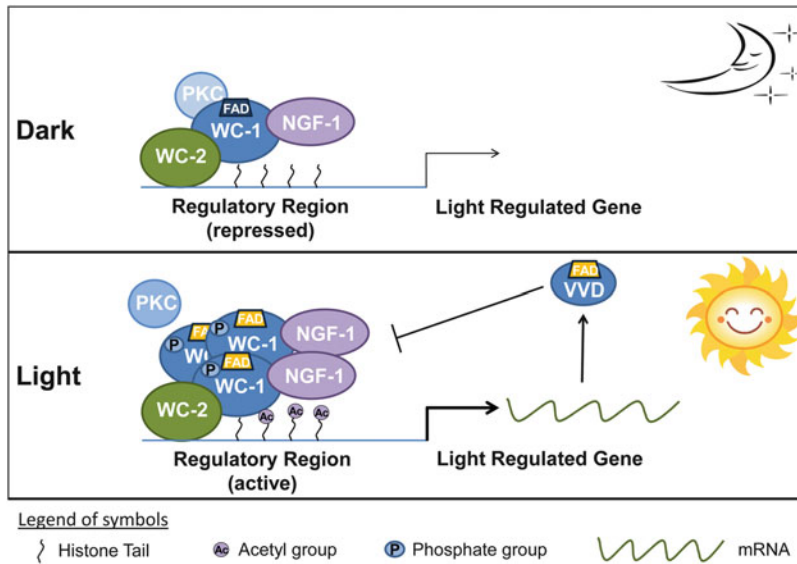 Dark
PKC
FAD
WC-1
NGF-1
WC-2
Regulatory Region
(repressed)
Light Regulated Gene
Light
PKC
FAD
VVD
FAD
P
WC-1
NGF-1
P
FAD
P
WC-1
NGF-1
WC-2
Ac
Ac
Ac
Regulatory Region
(active)
Light Regulated Gene
Legend of symbols
Histone Tail
Ac
Acetyl group
P
Phosphate group
mRNA